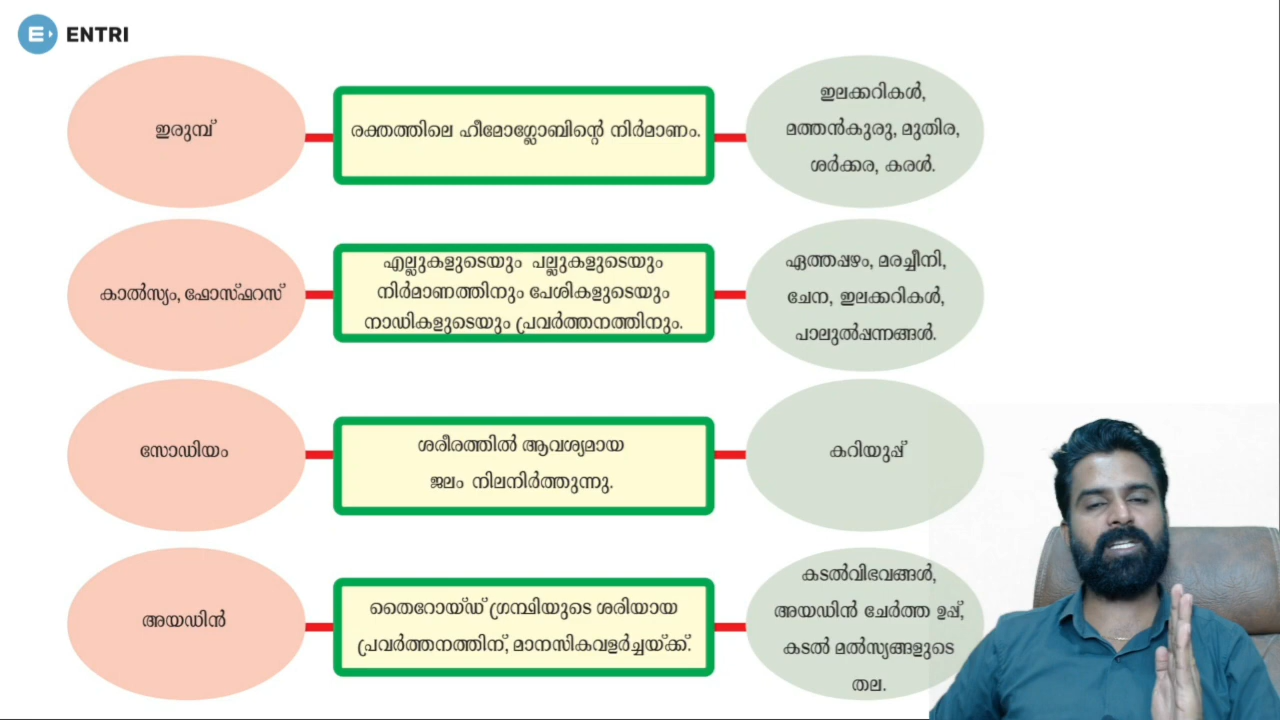 ENTRI
ഇരുമ്പ്
രക്തത്തിലെ ഹീമോഗ്ലോബിന്റെ നിർമാണം.
ഇലക്കറികൾ,
മത്തൻകുരു, മുതിര,
ശർക്കര, കരൾ.
കാൽസ്യം, ഫോസ്ഫറസ്
എല്ലുകളുടെയും പല്ലുകളുടെയും
നിർമാണത്തിനും പേശികളുടെയും
നാഡികളുടെയും പ്രവർത്തനത്തിനും.
ഏത്തപ്പഴം, മരച്ചീനി,
ചേന, ഇലക്കറികൾ,
പാലുൽപ്പന്നങ്ങൾ.
സോഡിയം
ശരീരത്തിൽ ആവശ്യമായ
ജലം നിലനിർത്തുന്നു.
കറിയുപ്പ്
അയഡിൻ
തൈറോയ്ഡ് ഗ്രന്ഥിയുടെ ശരിയായ
പ്രവർത്തനത്തിന്, മാനസികവളർച്ചയ്ക്ക്.
കടൽവിഭവങ്ങൾ,
അയഡിൻ ചേർത്ത ഉപ്പ്,
കടൽ മൽസ്യങ്ങളുടെ
തല.